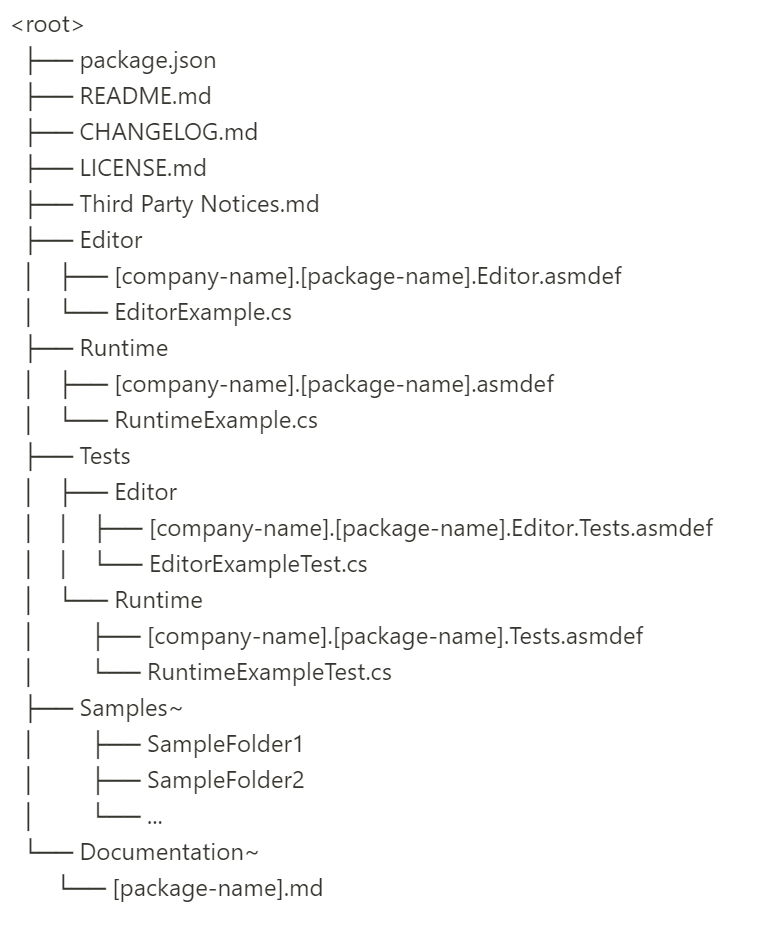 <root>
├── package.json
├── README.md
├── CHANGELOG.md
├── LICENSE.md
├── Third Party Notices.md
├── Editor
│   ├── [company-name].[package-name].Editor.asmdef
│   └── EditorExample.cs
├── Runtime
│   ├── [company-name].[package-name].asmdef
│   └── RuntimeExample.cs
├── Tests
│   ├── Editor
│   │   ├── [company-name].[package-name].Editor.Tests.asmdef
│   │   └── EditorExampleTest.cs
│   └── Runtime
│        ├── [company-name].[package-name].Tests.asmdef
│        └── RuntimeExampleTest.cs
├── Samples~
│        ├── SampleFolder1
│        ├── SampleFolder2
│        └── ...
└── Documentation~
     └── [package-name].md